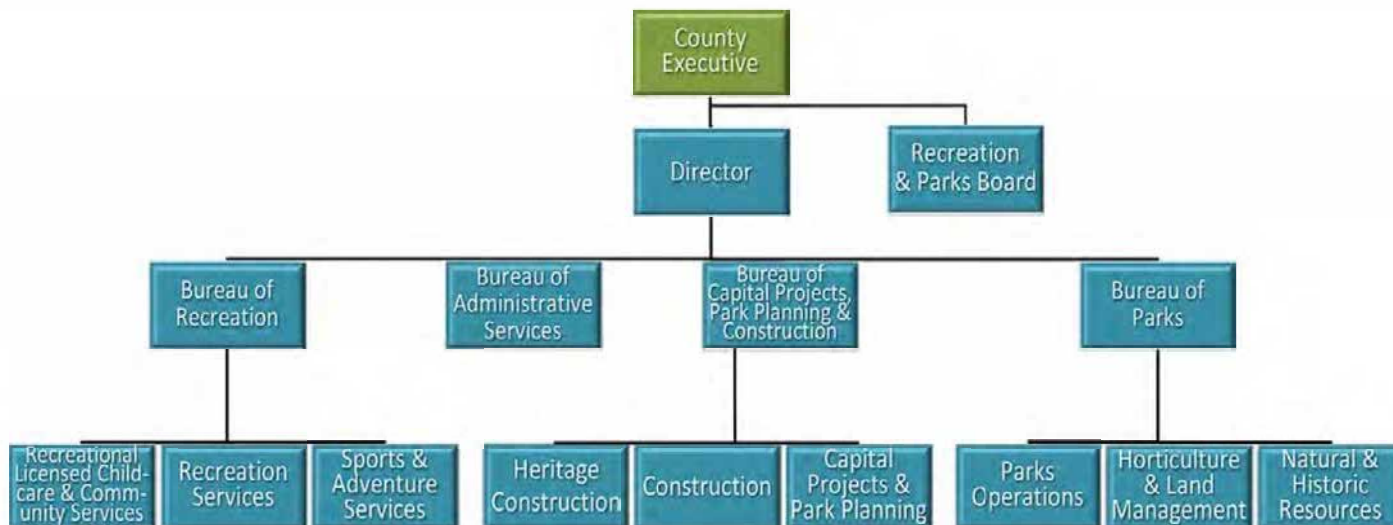 County
Executive
Director
Recreation
& Parks Board
Bureau of
Recreation
Bureau of
Administrative
Services
Bureau of
Capital Projects,
Park Planning &
Construction
Bureau of
Parks
Recreational
Licensed Child-
care & Comm-
unity Services
Recreation
Services
Sports &
Adventure
Services
Heritage
Construction
Construction
Capital
Projects &
Park Planning
Parks
Operations
Horticulture
& Land
Management
Natural &
Historic
Resources